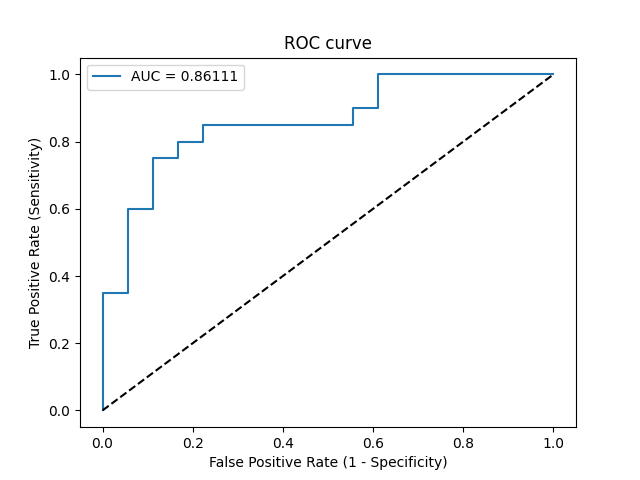 ROC curve
AUC = 0.86111
1.0
0.8
0.6
0.4
0.2
0.0
True Positive Rate (Sensitivity)
0.0 0.2 0.4 0.6 0.8 1.0
False Positive Rate (1 - Specificity)